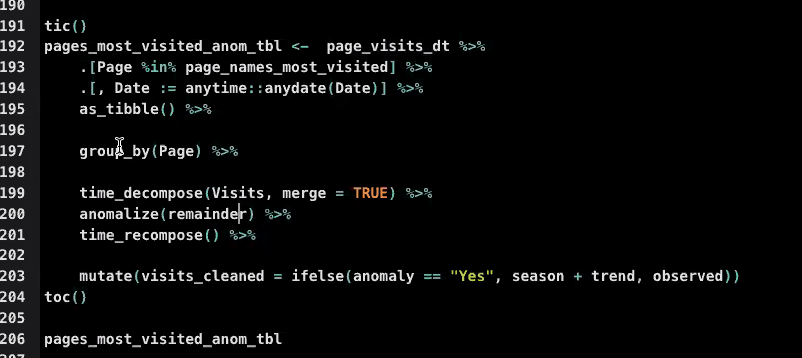 190
191 tic()
192 pages_most_visited_anom_tbl <-  page_visits_dt %>%
193     .[Page %in% page_names_most_visited] %>%
194     .[, Date := anytime::anydate(Date)] %>%
195     as_tibble() %>%
196
197     group_by(Page) %>%
198
199     time_decompose(Visits, merge = TRUE) %>%
200     anomalize(remainder) %>%
201     time_recompose() %>%
202
203     mutate(visits_cleaned = ifelse(anomaly == "Yes", season + trend, observed))
204 toc()
205
206 pages_most_visited_anom_tbl